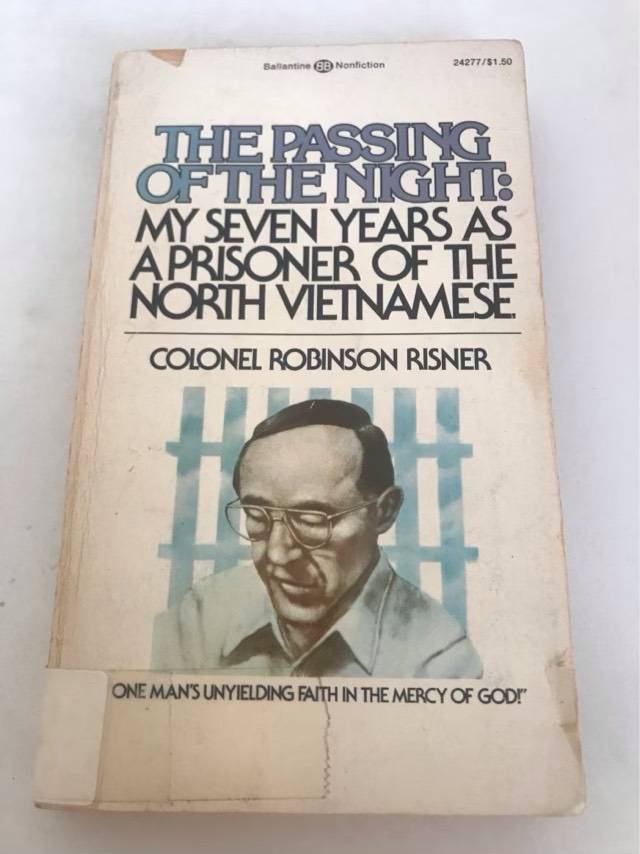 Ballantine BB Nonfiction 24277/$1.50
THE PASSING
OF THE NIGHT:
MY SEVEN YEARS AS
A PRISONER OF THE
NORTH VIETNAMESE.
COLONEL ROBINSON RISNER
ONE MAN'S UNYIELDING FAITH IN THE MERCY OF GOD!"